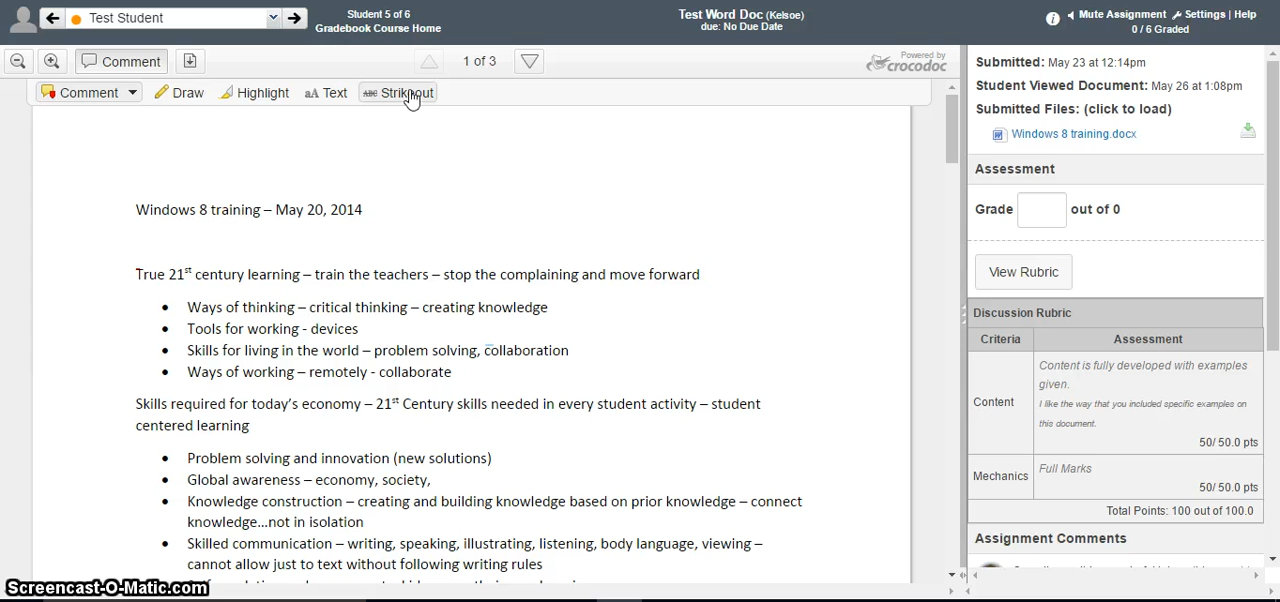 Test Student
Student 5 of 6
Gradebook Course Home
Test Word Doc (Kelsoe)
due: No Due Date
Mute Assignment Settings | Help
0 / 6 Graded
Comment
1 of 3
Powered by
crocodoc
Comment Draw Highlight aA Text ABC Strikeout
Windows 8 training – May 20, 2014
True 21st century learning – train the teachers – stop the complaining and move forward
• Ways of thinking – critical thinking – creating knowledge
• Tools for working - devices
• Skills for living in the world – problem solving, collaboration
• Ways of working – remotely - collaborate
Skills required for today's economy – 21st Century skills needed in every student activity – student
centered learning
• Problem solving and innovation (new solutions)
• Global awareness – economy, society,
• Knowledge construction – creating and building knowledge based on prior knowledge – connect
knowledge…not in isolation
• Skilled communication – writing, speaking, illustrating, listening, body language, viewing –
cannot allow just to text without following writing rules
Submitted: May 23 at 12:14pm
Student Viewed Document: May 26 at 1:08pm
Submitted Files: (click to load)
Windows 8 training.docx
Assessment
Grade out of 0
View Rubric
Discussion Rubric
Criteria Assessment
Content
Content is fully developed with examples
given.
I like the way that you included specific examples on
this document.
50/ 50.0 pts
Mechanics
Full Marks
50/ 50.0 pts
Total Points: 100 out of 100.0
Assignment Comments
Screencast-O-Matic.com